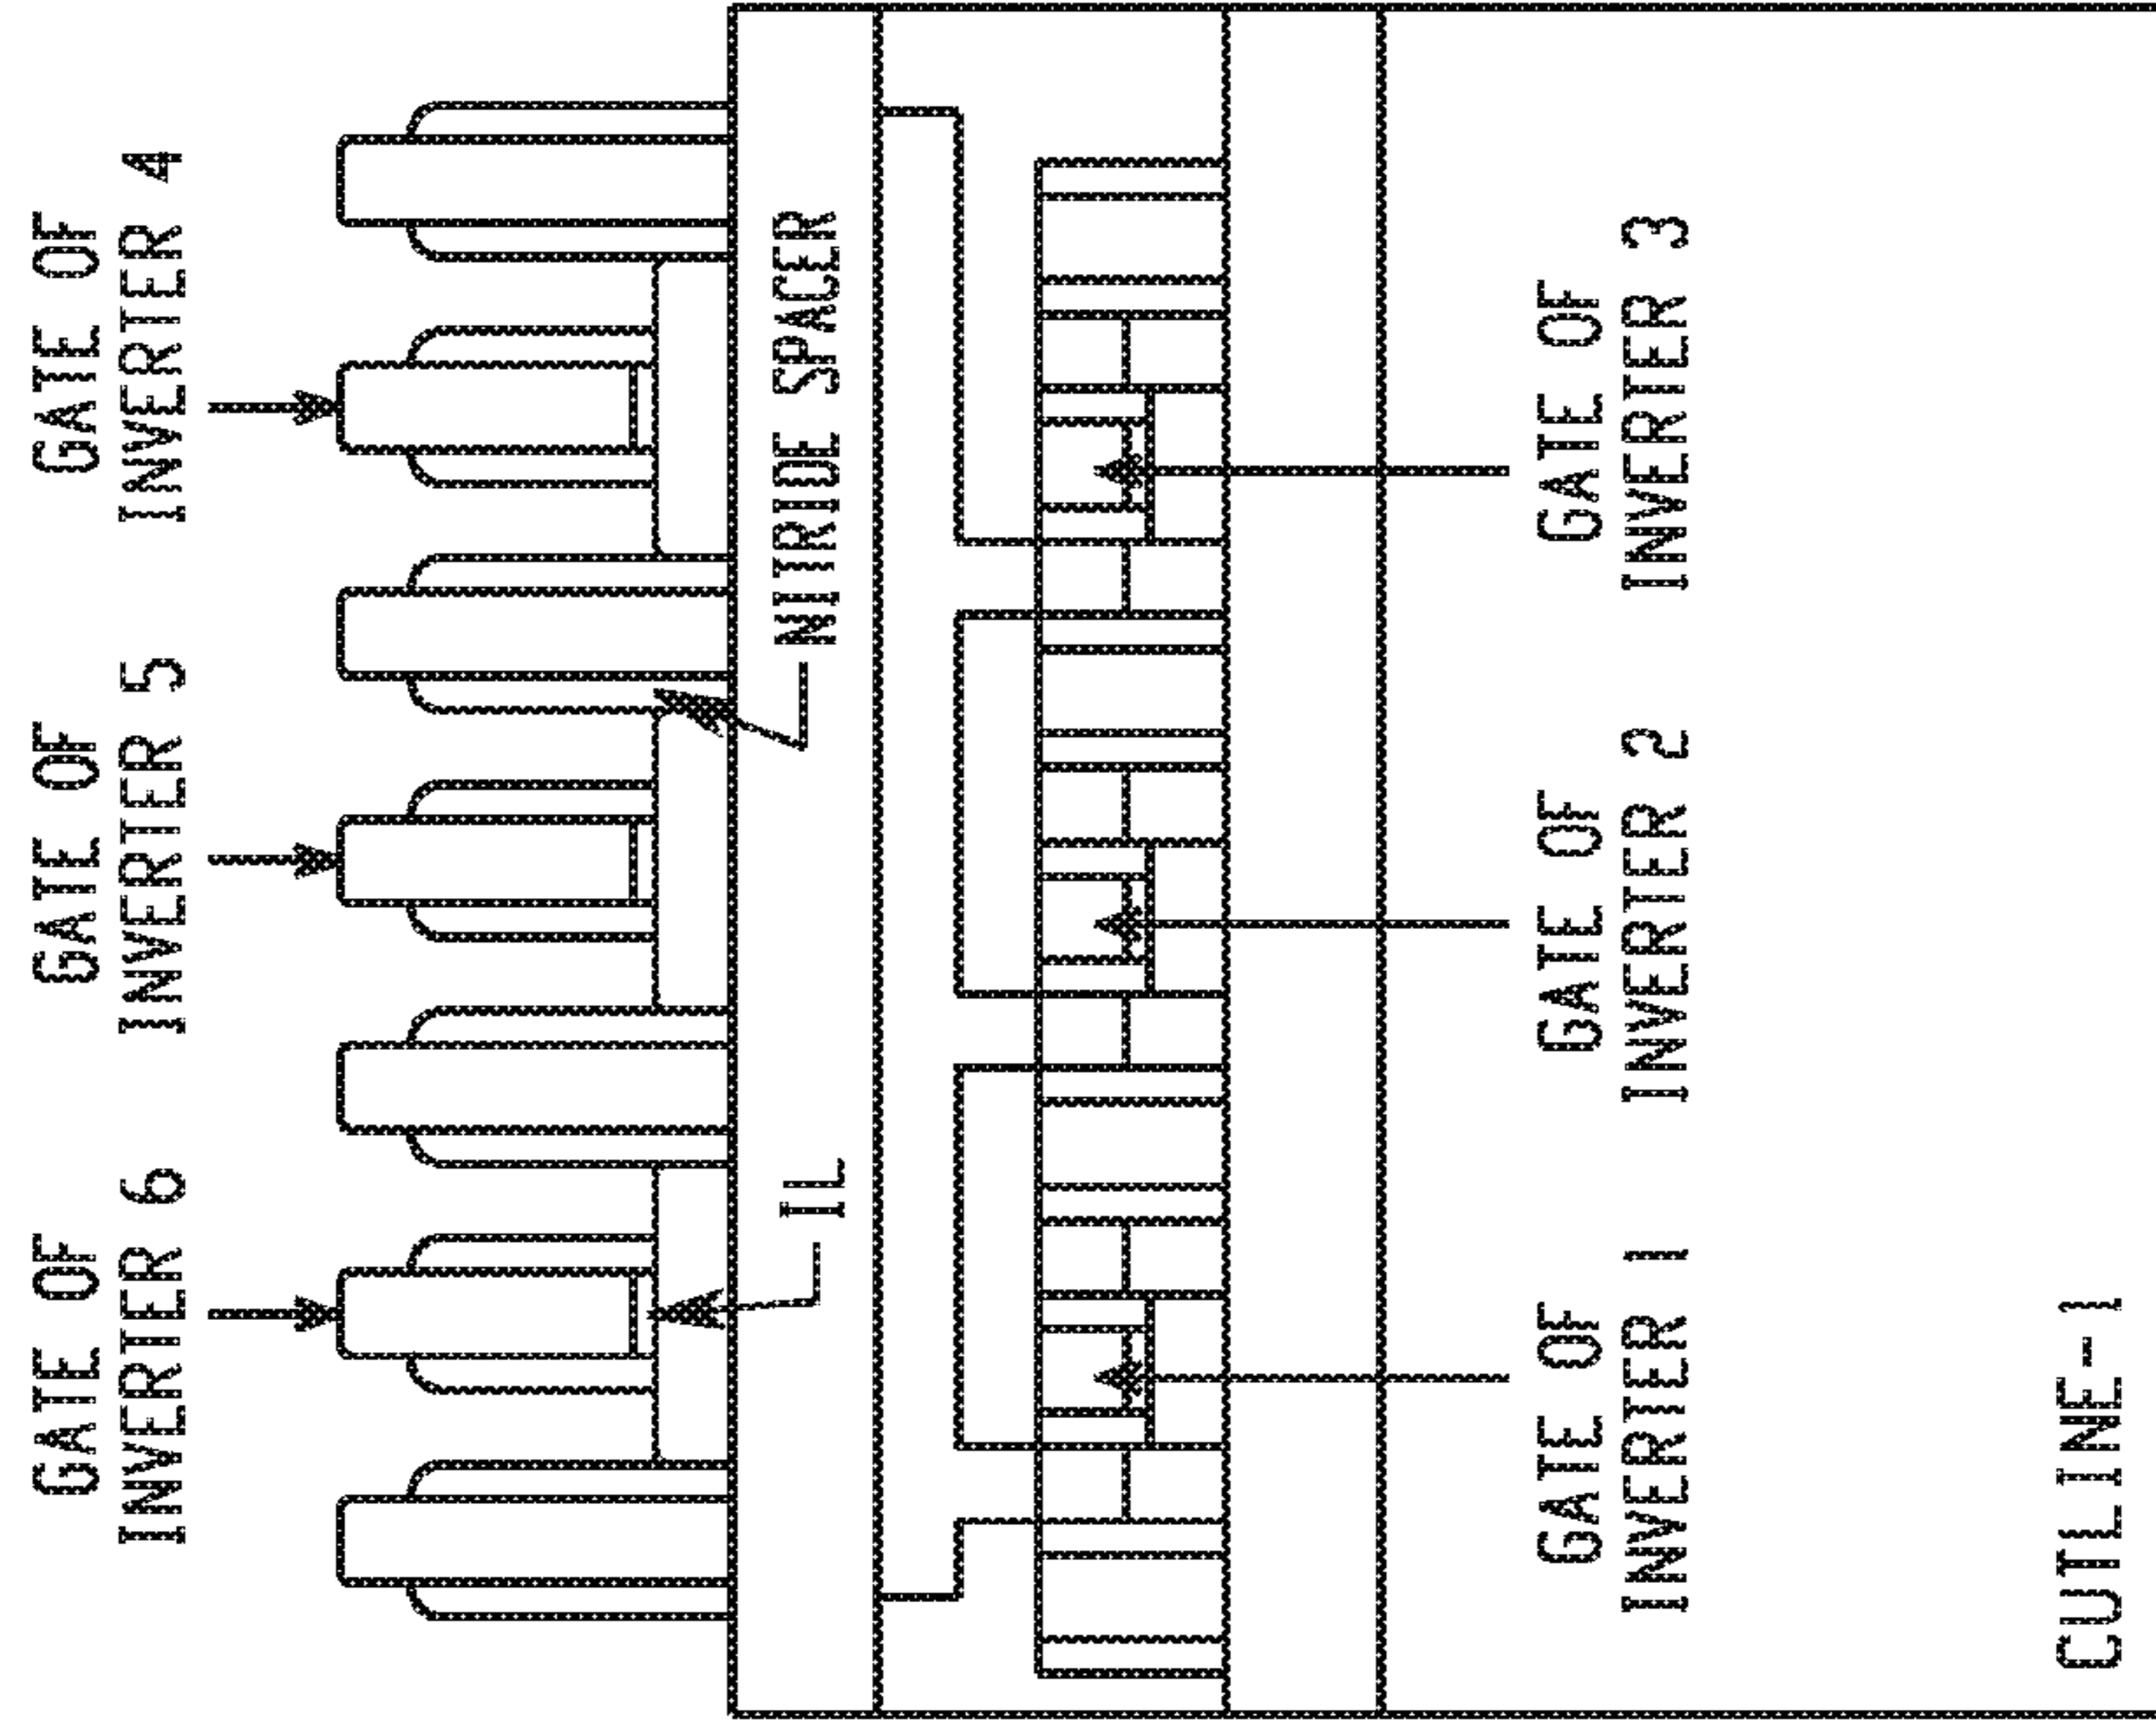 GATE OF
INVERTER 6
GATE OF
INVERTER 5
GATE OF
INVERTER 4
IL
NITRIDE SPACER
GATE OF
INVERTER 1
GATE OF
INVERTER 2
GATE OF
INVERTER 3
CUTLINE-1